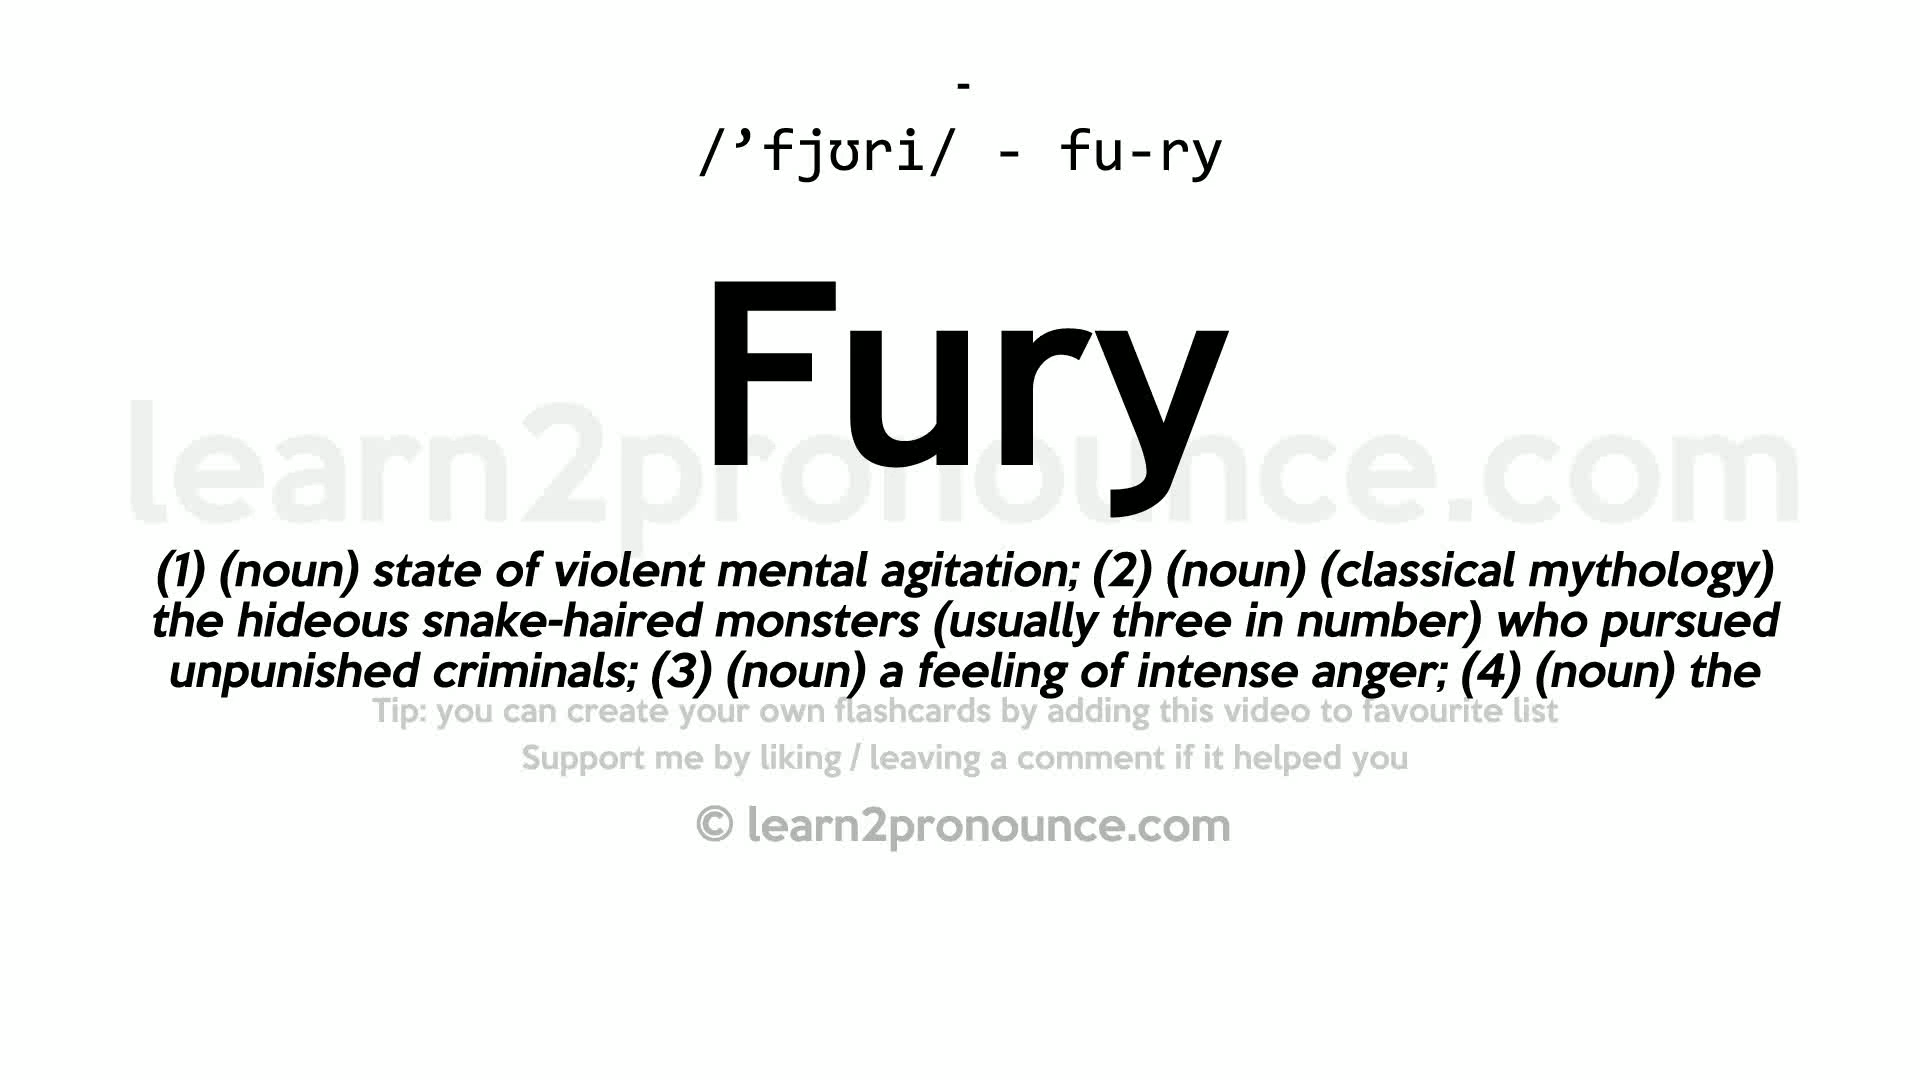 -
/’fjʊri/ - fu-ry
Fury
learn2pronounce.com
(1) (noun) state of violent mental agitation; (2) (noun) (classical mythology)
the hideous snake-haired monsters (usually three in number) who pursued
unpunished criminals; (3) (noun) a feeling of intense anger; (4) (noun) the
Tip: you can create your own flashcards by adding this video to favourite list
Support me by liking / leaving a comment if it helped you
© learn2pronounce.com